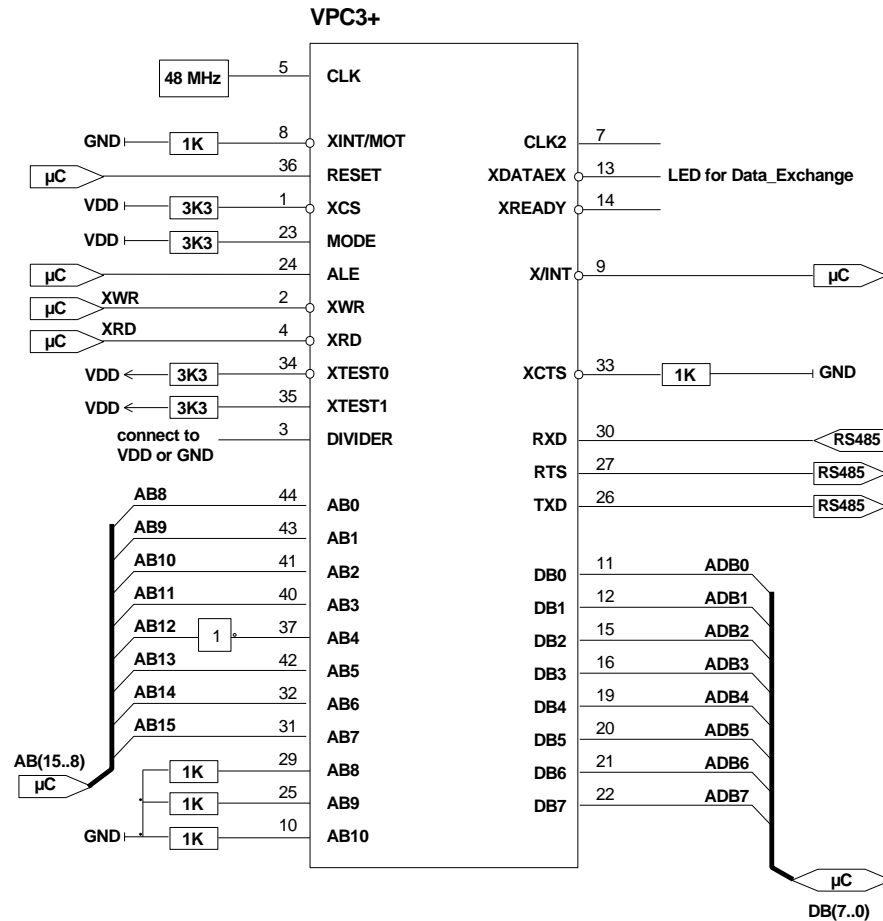 VPC3+
48 MHz 5 CLK
GND 1K 8 XINT/MOT
µC 36 RESET
VDD 3K3 1 XCS
VDD 3K3 23 MODE
µC 24 ALE
µC XWR 2 XWR
µC XRD 4 XRD
VDD 3K3 34 XTEST0
VDD 3K3 35 XTEST1
connect to
VDD or GND
3 DIVIDER
AB8 44 AB0
AB9 43 AB1
AB10 41 AB2
AB11 40 AB3
AB12 1 37 AB4
AB13 42 AB5
AB14 32 AB6
AB15 31 AB7
AB(15..8)
µC
1K 29 AB8
1K 25 AB9
GND 1K 10 AB10
CLK2 7
XDATAEX 13 LED for Data_Exchange
XREADY 14
X/INT 9 µC
XCTS 33 1K GND
RXD 30 RS485
RTS 27 RS485
TXD 26 RS485
DB0 11 ADB0
DB1 12 ADB1
DB2 15 ADB2
DB3 16 ADB3
DB4 19 ADB4
DB5 20 ADB5
DB6 21 ADB6
DB7 22 ADB7
µC
DB(7..0)